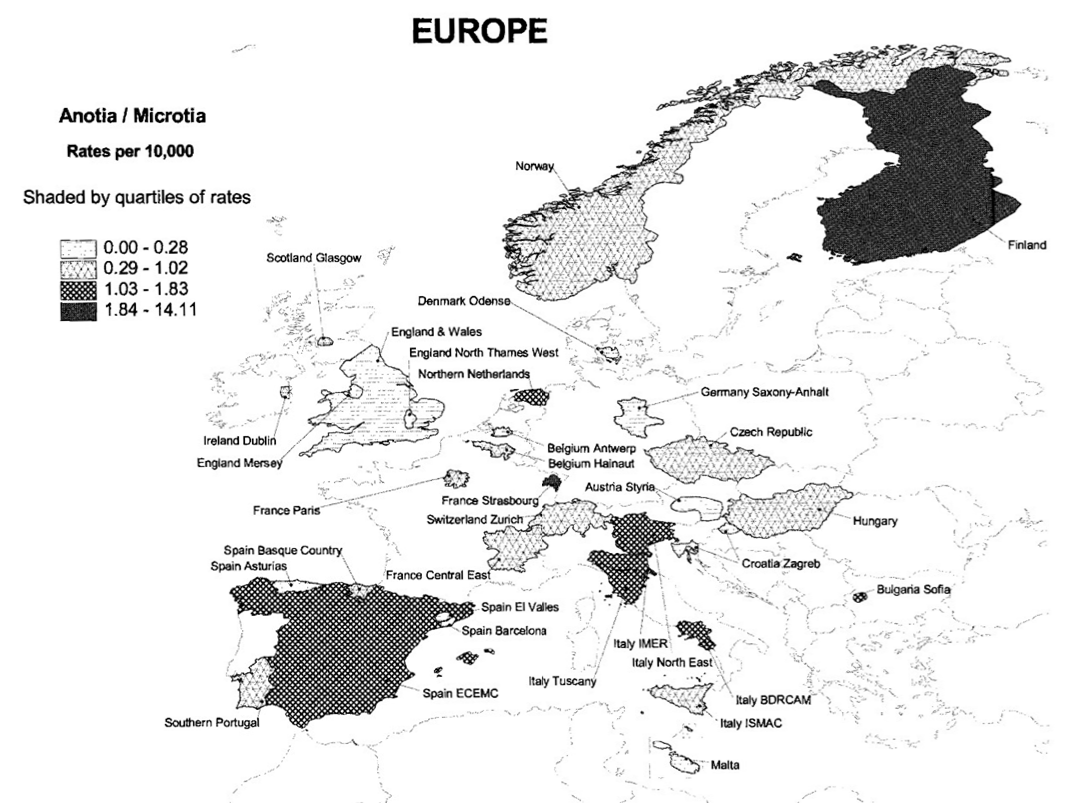 EUROPE
Anotia / Microtia
Rates per 10,000
Shaded by quartiles of rates
0.00 - 0.28
0.29 - 1.02
1.03 - 1.83
1.84 - 14.11
Norway
Finland
Scotland Glasgow
Denmark Odense
England & Wales
England North Thames West
Northern Netherlands
Germany Saxony-Anhalt
Czech Republic
Ireland Dublin
England Mersey
Belgium Antwerp
Belgium Hainaut
Austria Styria
France Strasbourg
France Paris
Switzerland Zurich
Hungary
Spain Basque Country
Spain Asturias
France Central East
Croatia Zagreb
Bulgaria Sofia
Spain El Valles
Spain Barcelona
Italy IMER
Italy North East
Italy Tuscany
Spain ECEMC
Italy BDRCAM
Southern Portugal
Italy ISMAC
Malta